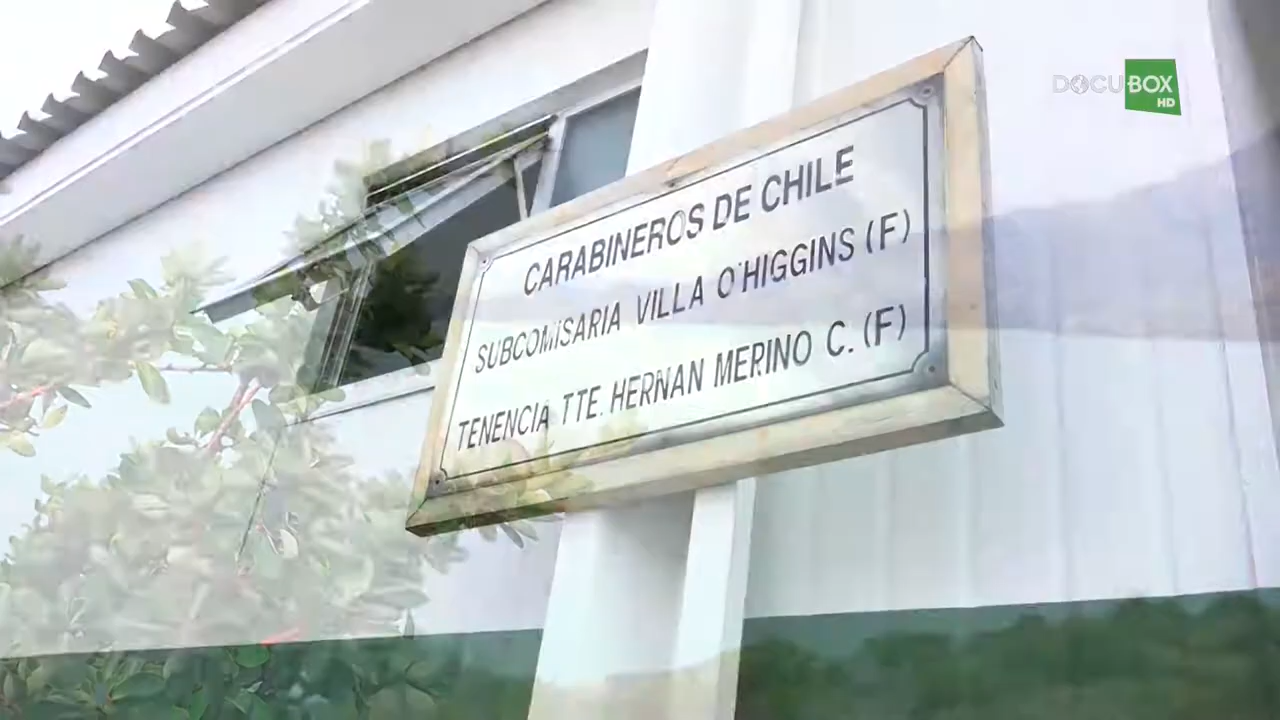 DOCUBOX
HD
CARABINEROS DE CHILE
SUBCOMISARIA VILLA O'HIGGINS (F)
TENENCIA TTE. HERNAN MERINO C. (F)